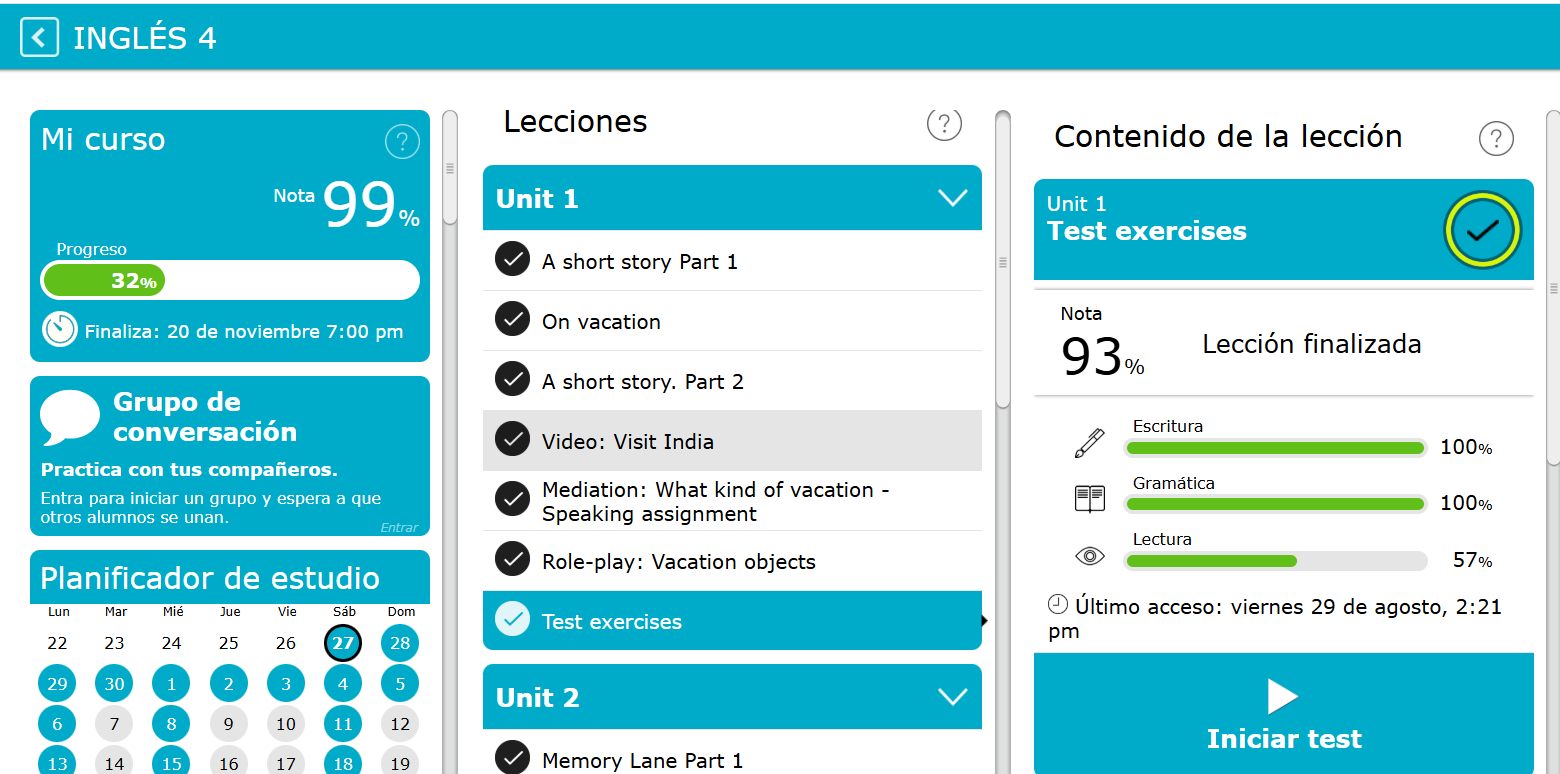 INGLÉS 4
Mi curso
?
Nota 99%
Progreso
32%
Finaliza: 20 de noviembre 7:00 pm
Grupo de
conversación
Practica con tus compañeros.
Entra para iniciar un grupo y espera a que
otros alumnos se unan.
Entrar
Planificador de estudio
Lun Mar Mié Jue Vie Sáb Dom
22 23 24 25 26 27 28
29 30 1 2 3 4 5
6 7 8 9 10 11 12
13 14 15 16 17 18 19
Lecciones
?
Unit 1
A short story Part 1
On vacation
A short story. Part 2
Video: Visit India
Mediation: What kind of vacation -
Speaking assignment
Role-play: Vacation objects
Test exercises
Unit 2
Memory Lane Part 1
Contenido de la lección
?
Unit 1
Test exercises
Nota
93%
Lección finalizada
Escritura
100%
Gramática
100%
Lectura
57%
Último acceso: viernes 29 de agosto, 2:21
pm
Iniciar test